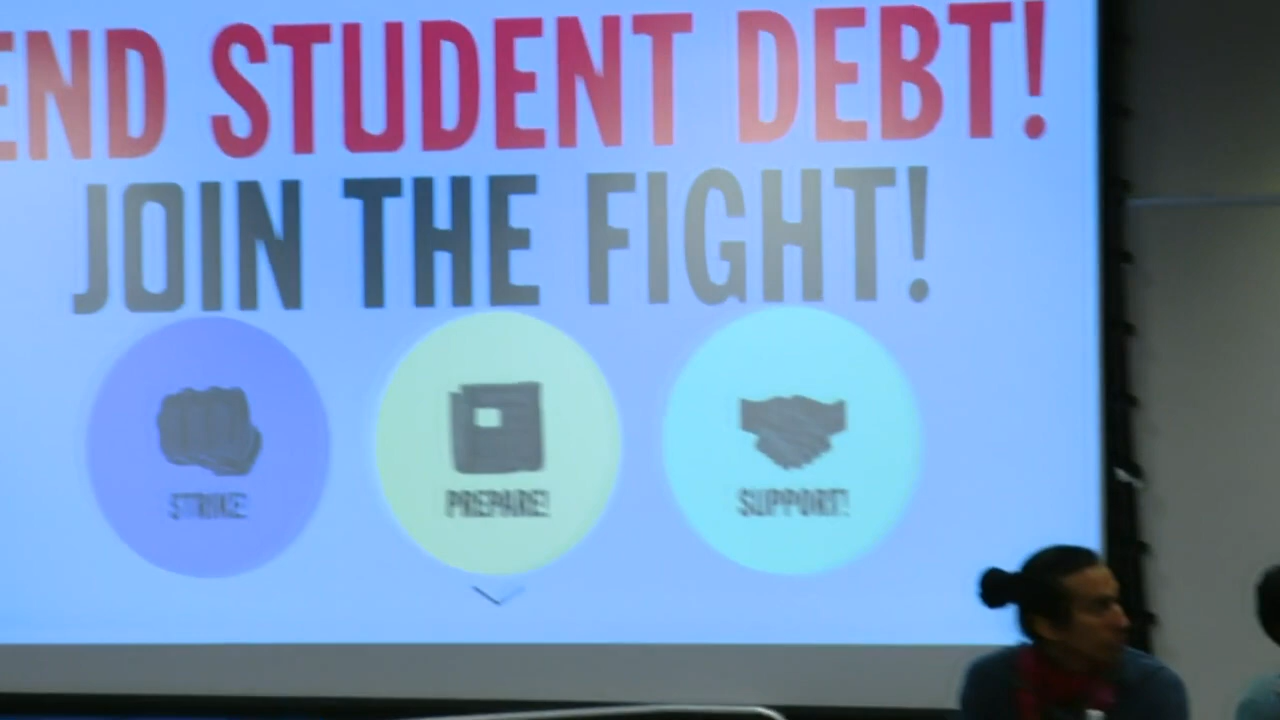 END STUDENT DEBT!
JOIN THE FIGHT!
STRIKE!
PREPARE!
SUPPORT!